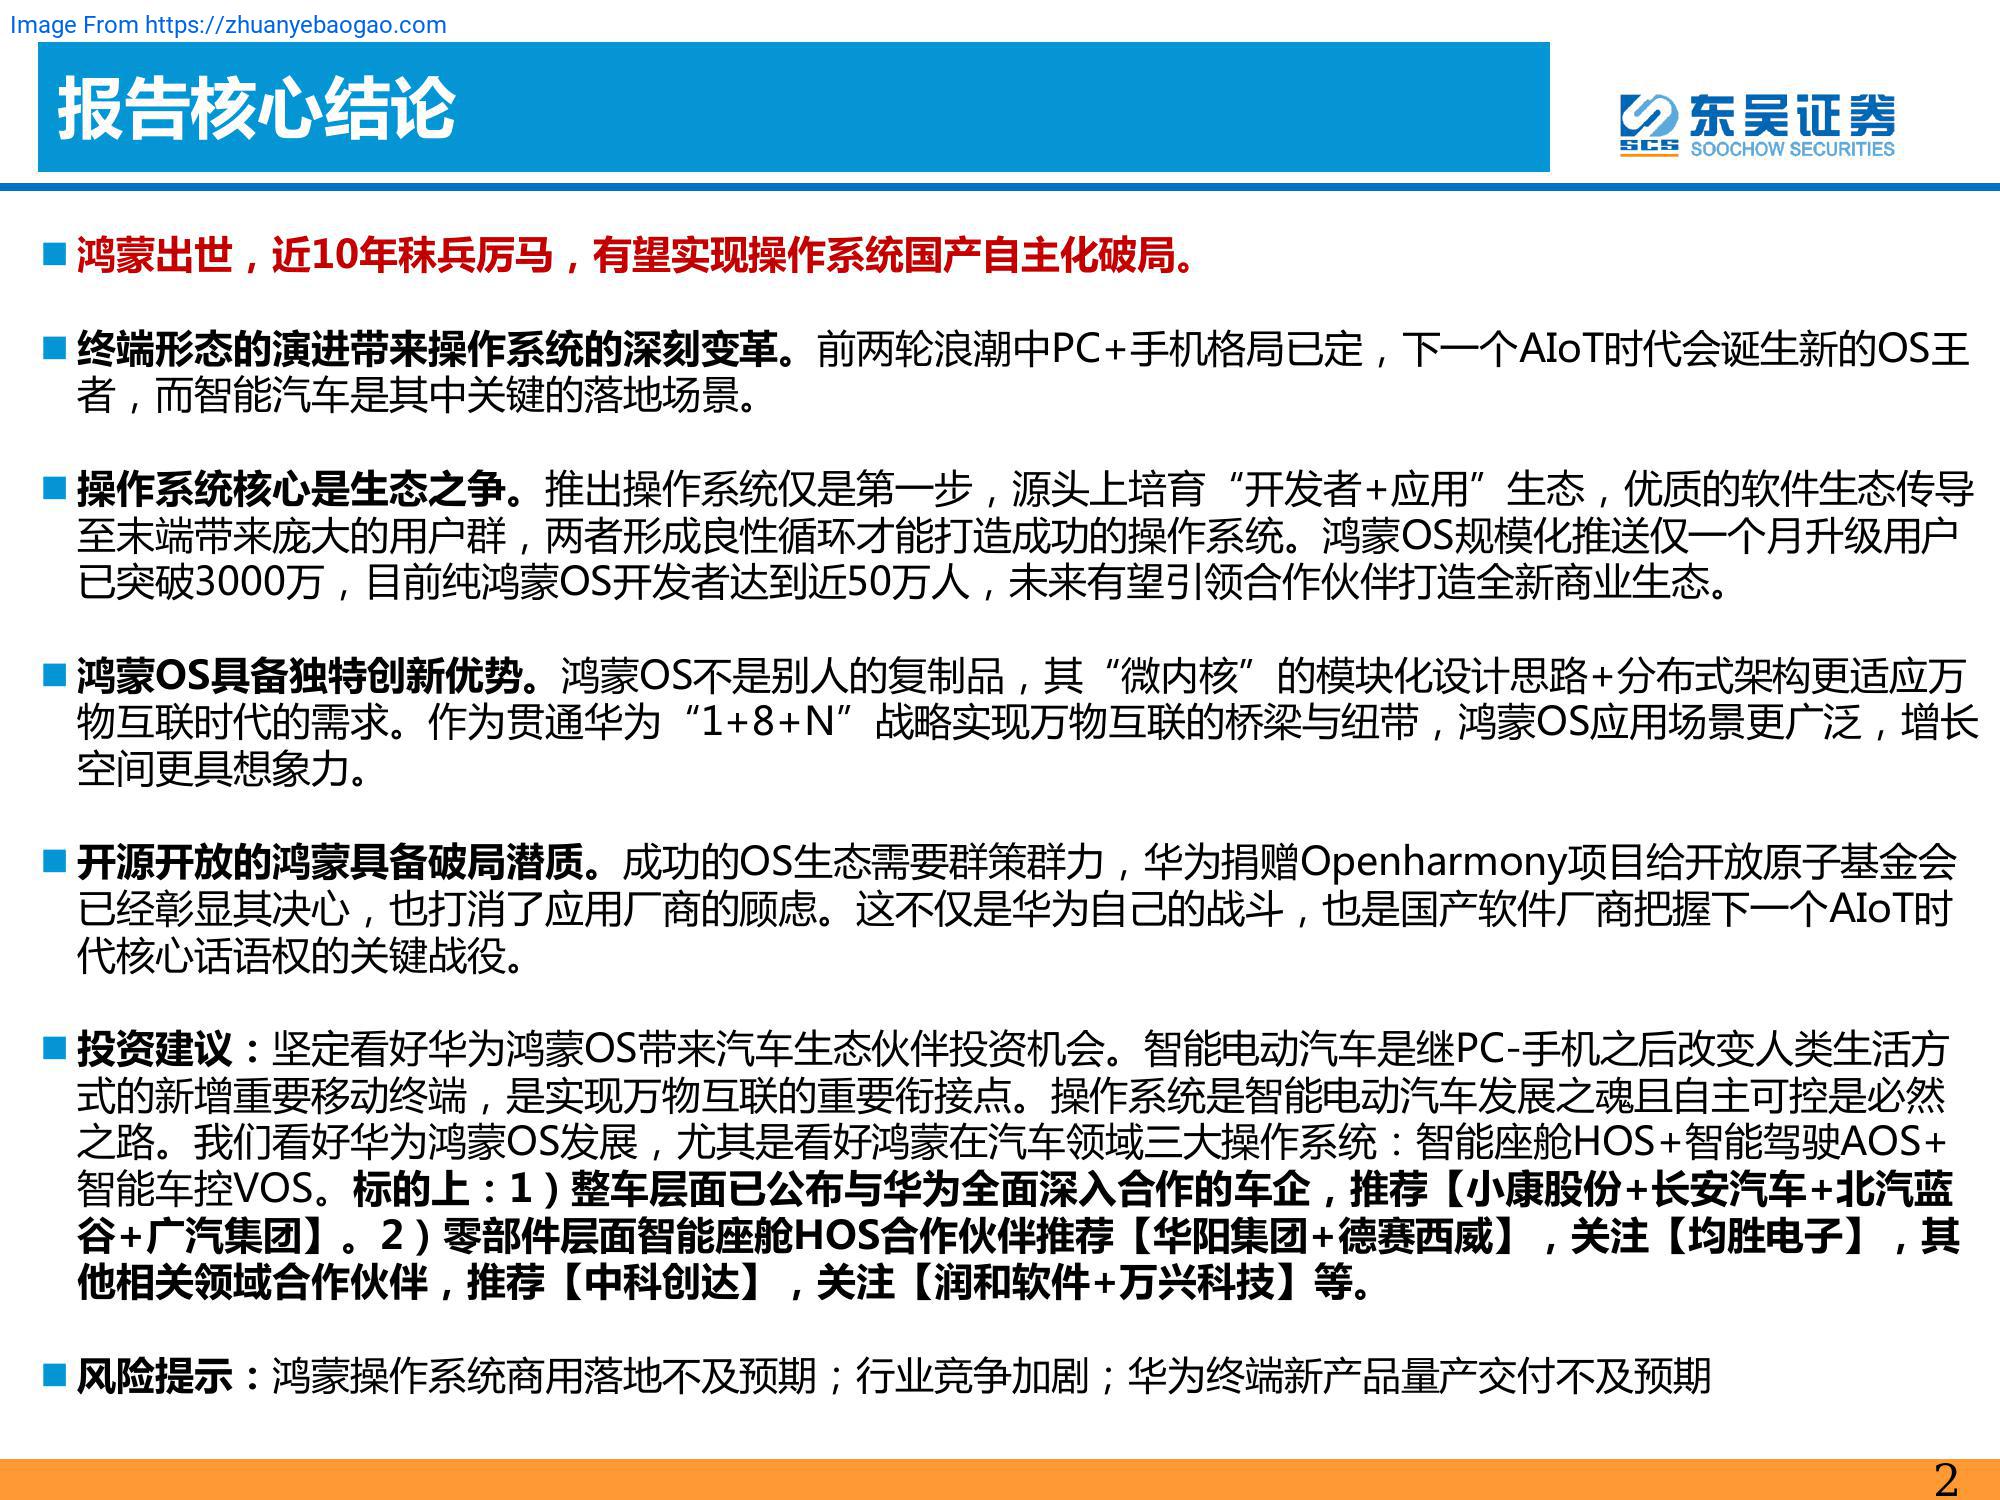 Image From https://zhuanyebaogao.com
报告核心结论
东吴证券
SCS
SOOCHOW SECURITIES
鸿蒙出世，近10年秣兵厉马，有望实现操作系统国产自主化破局。
终端形态的演进带来操作系统的深刻变革。前两轮浪潮中PC+手机格局已定，下一个AIoT时代会诞生新的OS王
者，而智能汽车是其中关键的落地场景。
操作系统核心是生态之争。推出操作系统仅是第一步，源头上培育“开发者+应用”生态，优质的软件生态传导
至末端带来庞大的用户群，两者形成良性循环才能打造成功的操作系统。鸿蒙OS规模化推送仅一个月升级用户
已突破3000万，目前纯鸿蒙OS开发者达到近50万人，未来有望引领合作伙伴打造全新商业生态。
鸿蒙OS具备独特创新优势。鸿蒙OS不是别人的复制品，其“微内核”的模块化设计思路+分布式架构更适应万
物互联时代的需求。作为贯通华为“1+8+N”战略实现万物互联的桥梁与纽带，鸿蒙OS应用场景更广泛，增长
空间更具想象力。
开源开放的鸿蒙具备破局潜质。成功的OS生态需要群策群力，华为捐赠Openharmony项目给开放原子基金会
已经彰显其决心，也打消了应用厂商的顾虑。这不仅是华为自己的战斗，也是国产软件厂商把握下一个AIoT时
代核心话语权的关键战役。
投资建议：坚定看好华为鸿蒙OS带来汽车生态伙伴投资机会。智能电动汽车是继PC-手机之后改变人类生活方
式的新增重要移动终端，是实现万物互联的重要衔接点。操作系统是智能电动汽车发展之魂且自主可控是必然
之路。我们看好华为鸿蒙OS发展，尤其是看好鸿蒙在汽车领域三大操作系统：智能座舱HOS+智能驾驶AOS+
智能车控VOS。标的上：1）整车层面已公布与华为全面深入合作的车企，推荐【小康股份+长安汽车+北汽蓝
谷+广汽集团】。2）零部件层面智能座舱HOS合作伙伴推荐【华阳集团+德赛西威】，关注【均胜电子】，其
他相关领域合作伙伴，推荐【中科创达】，关注【润和软件+万兴科技】等。
风险提示：鸿蒙操作系统商用落地不及预期；行业竞争加剧；华为终端新产品量产交付不及预期
2